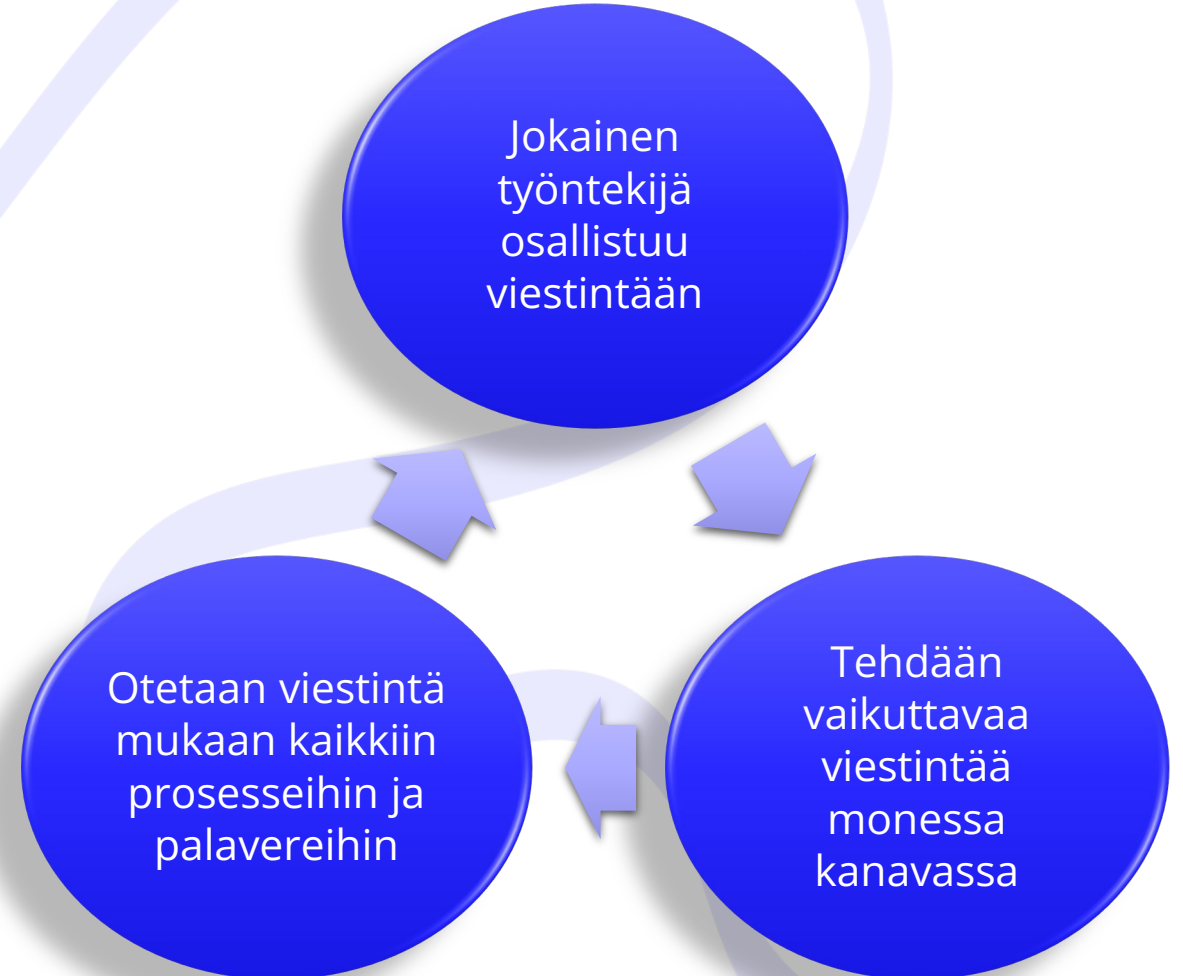 Jokainen
työntekijä
osallistuu
viestintään
Otetaan viestintä
mukaan kaikkiin
prosesseihin ja
palavereihin
Tehdään
vaikuttavaa
viestintää
monessa
kanavassa